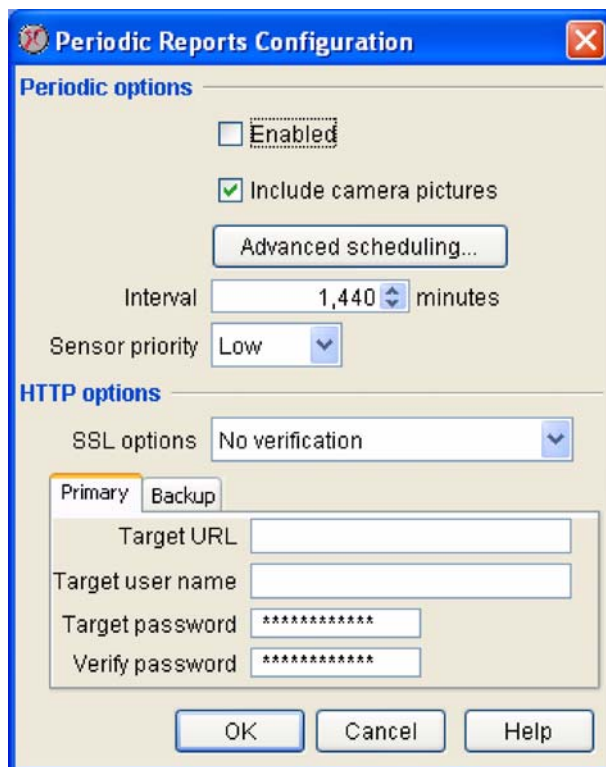 Periodic Reports Configuration
Periodic options
Enabled
Include camera pictures
Advanced scheduling...
Interval 1,440 minutes
Sensor priority Low
HTTP options
SSL options No verification
Primary Backup
Target URL
Target user name
Target password ************
Verify password ************
OK Cancel Help